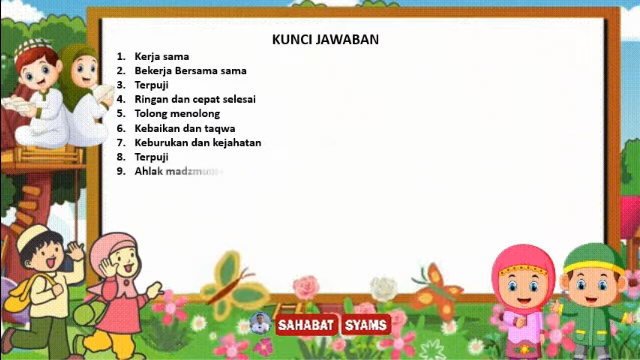 KUNCI JAWABAN
1. Kerja sama
2. Bekerja Bersama sama
3. Terpuji
4. Ringan dan cepat selesai
5. Tolong menolong
6. Kebaikan dan taqwa
7. Keburukan dan kejahatan
8. Terpuji
9. Ahlak
SAHABAT SYAMS